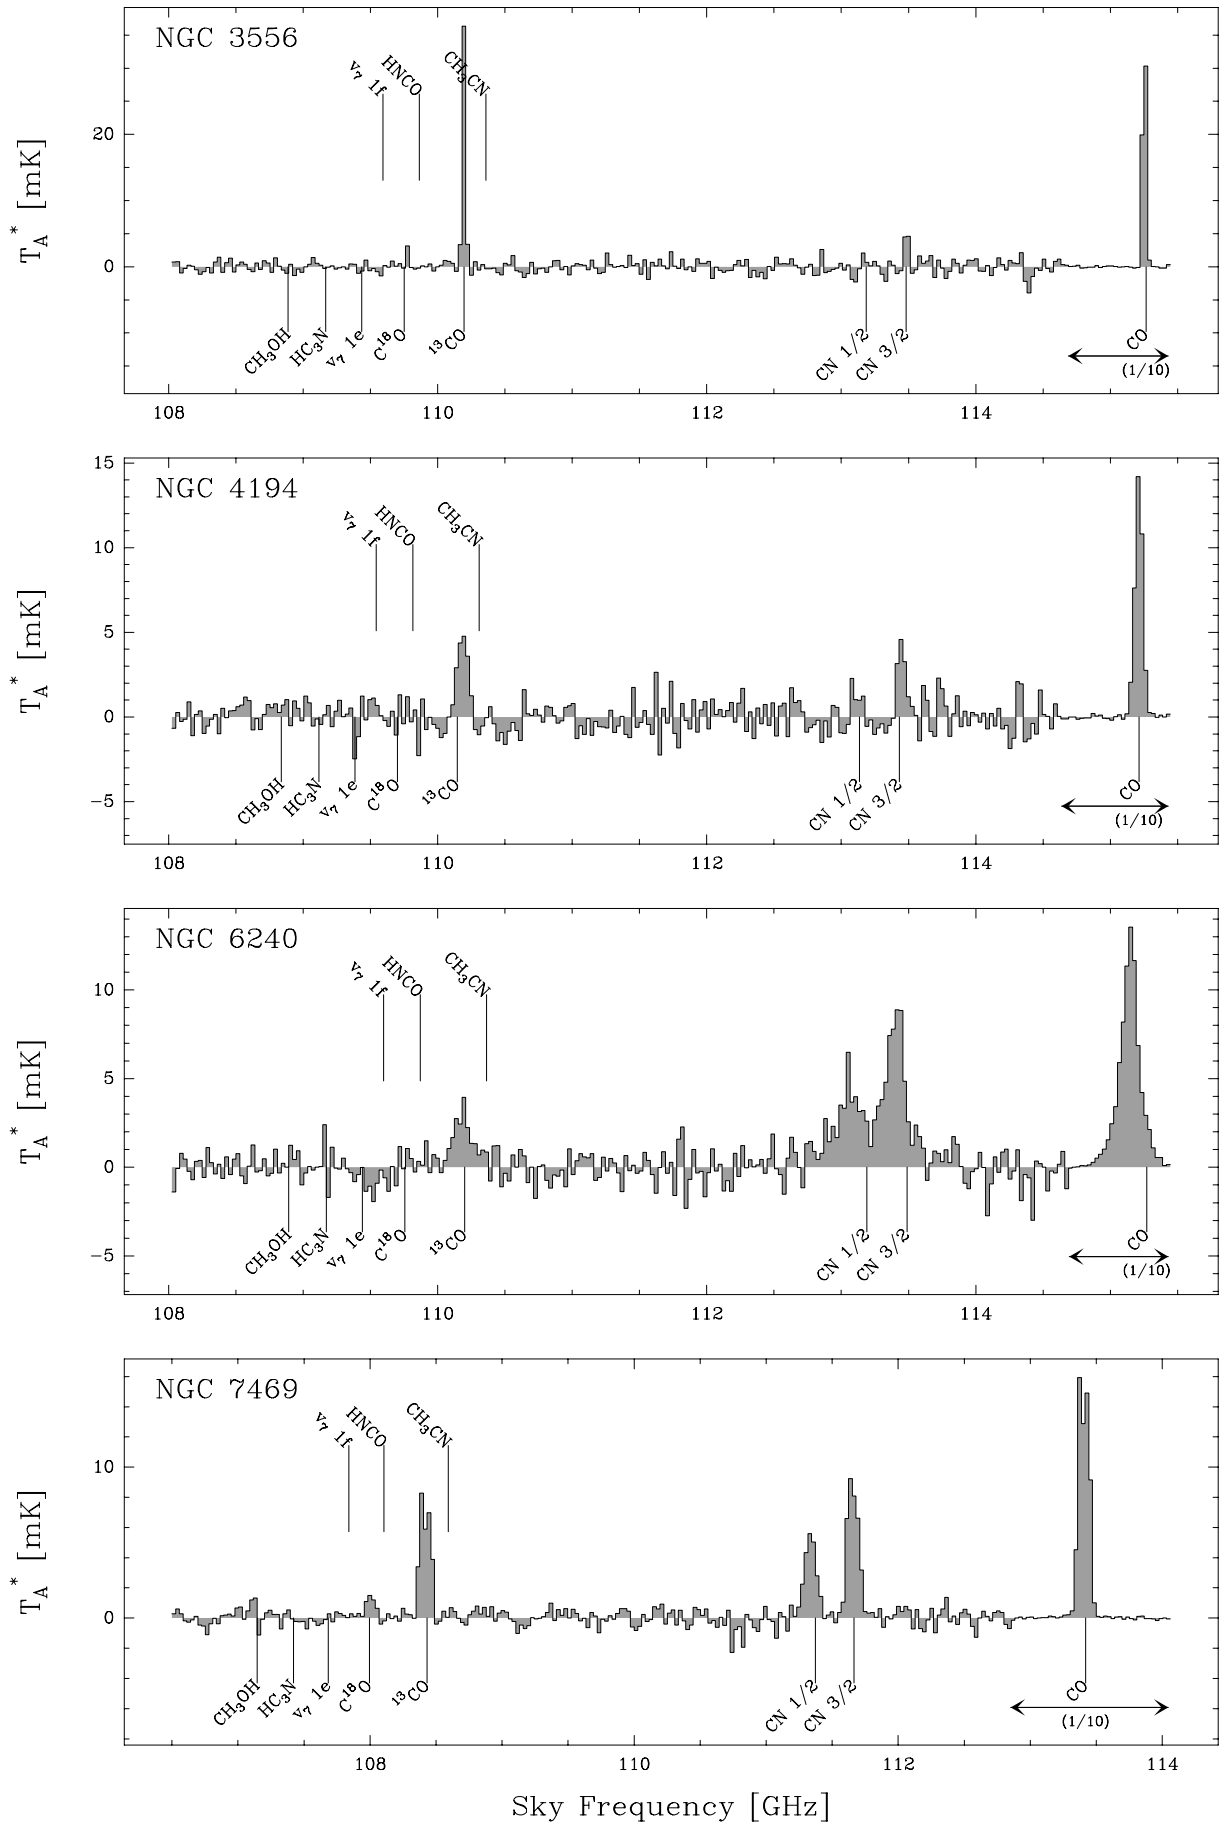 NGC 3556
v₇ 1f
HNCO
CH₃CN
T_A^* [mK]
20
0
CH₃OH
HC₃N
v₇ 1e
C¹⁸O
¹³CO
CN 1/2
CN 3/2
CO
(1/10)
108 110 112 114
NGC 4194
v₇ 1f
HNCO
CH₃CN
T_A^* [mK]
15
10
5
0
−5
CH₃OH
HC₃N
v₇ 1e
C¹⁸O
¹³CO
CN 1/2
CN 3/2
CO
(1/10)
108 110 112 114
NGC 6240
v₇ 1f
HNCO
CH₃CN
T_A^* [mK]
10
5
0
−5
CH₃OH
HC₃N
v₇ 1e
C¹⁸O
¹³CO
CN 1/2
CN 3/2
CO
(1/10)
108 110 112 114
NGC 7469
v₇ 1f
HNCO
CH₃CN
T_A^* [mK]
10
0
CH₃OH
HC₃N
v₇ 1e
C¹⁸O
¹³CO
CN 1/2
CN 3/2
CO
(1/10)
108 110 112 114
Sky Frequency [GHz]